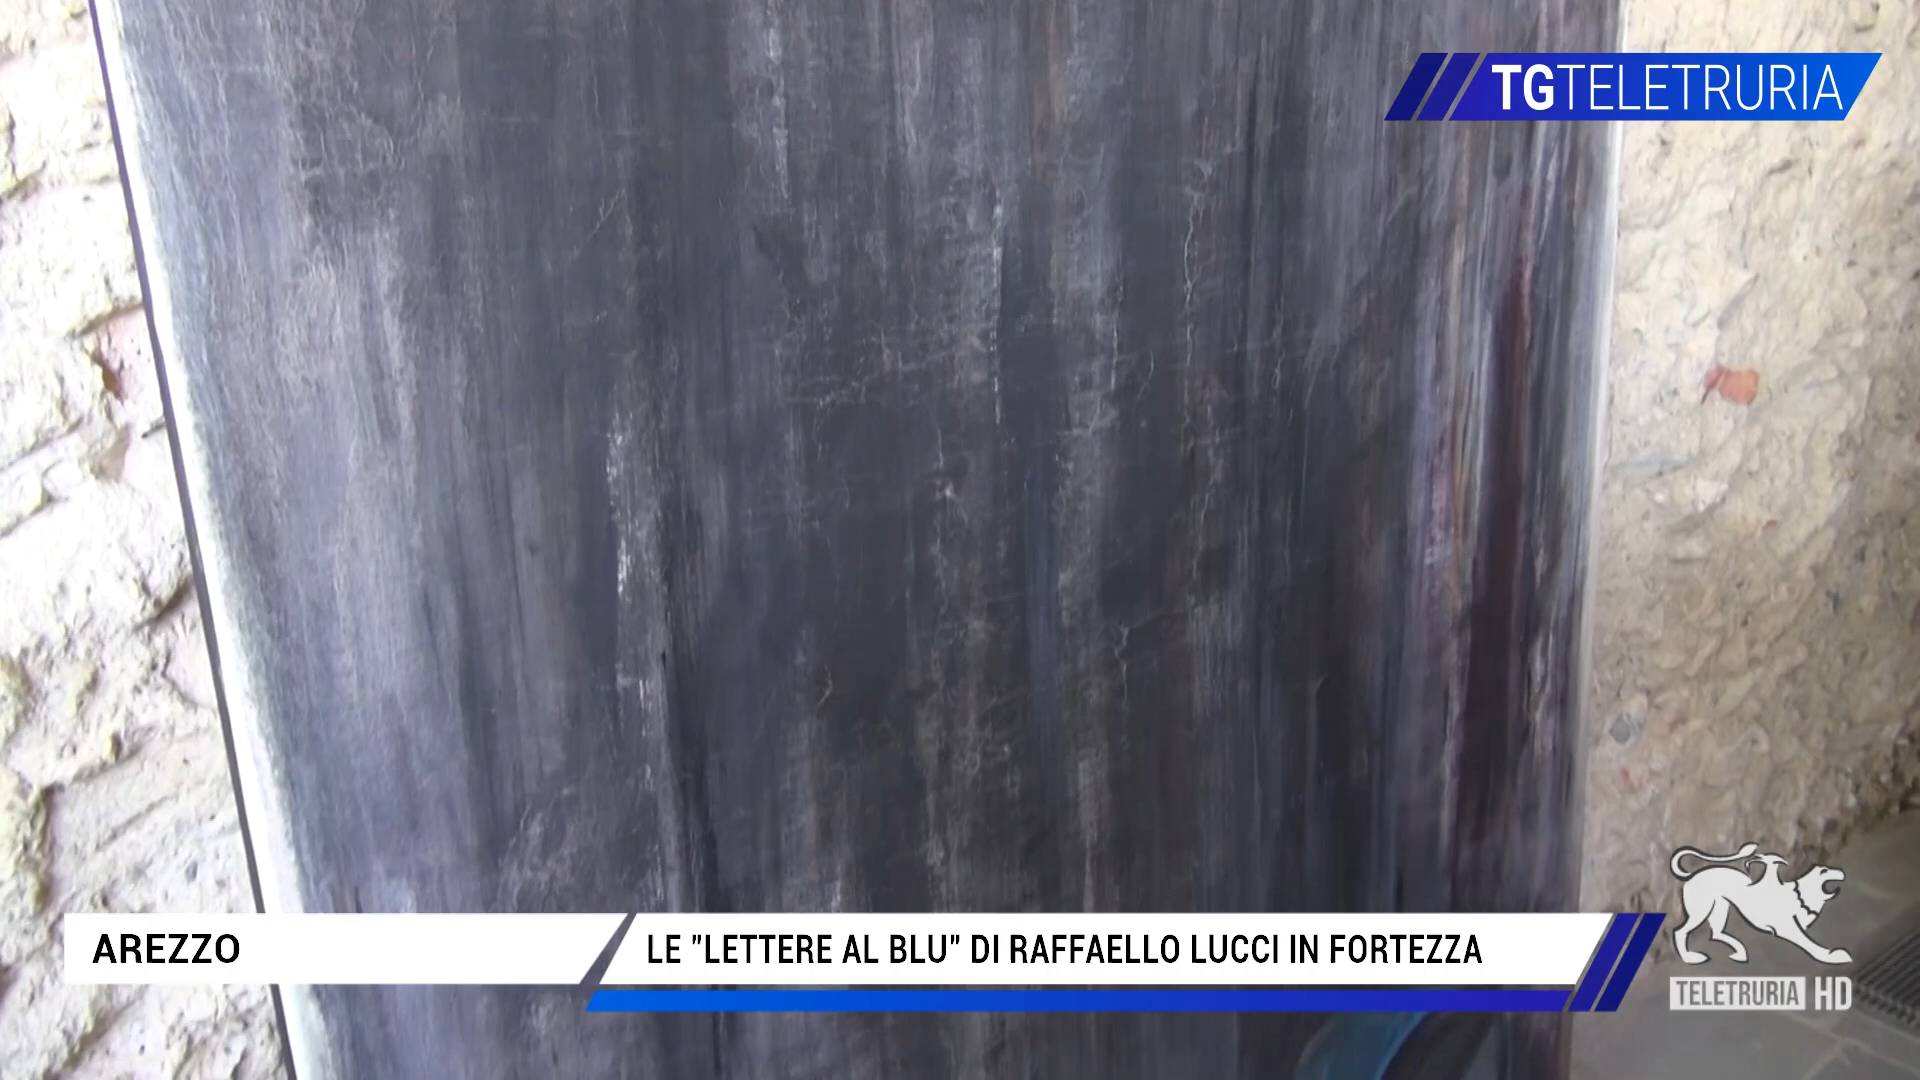 TGTELETRURIA
AREZZO
LE "LETTERE AL BLU" DI RAFFAELLO LUCCI IN FORTEZZA
TELETRURIA HD